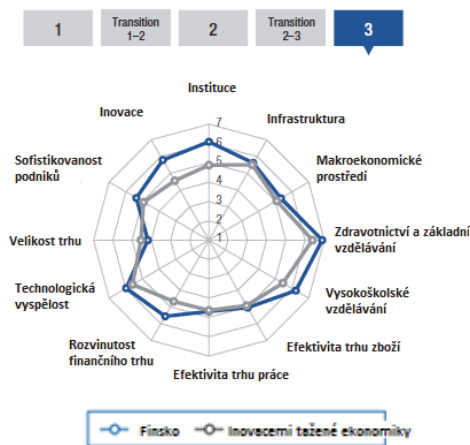 1
Transition
1–2
2
Transition
2–3
3
Instituce
Inovace
Infrastruktura
Sofistikovanost
podniků
Makroekonomické
prostředí
7
6
5
4
3
2
1
Velikost trhu
Zdravotnictví a základní
vzdělávání
Technologická
vyspělost
Vysokoškolské
vzdělávání
Rozvinutost
finančního trhu
Efektivita trhu zboží
Efektivita trhu práce
Finsko
Inovacemi tažené ekonomiky